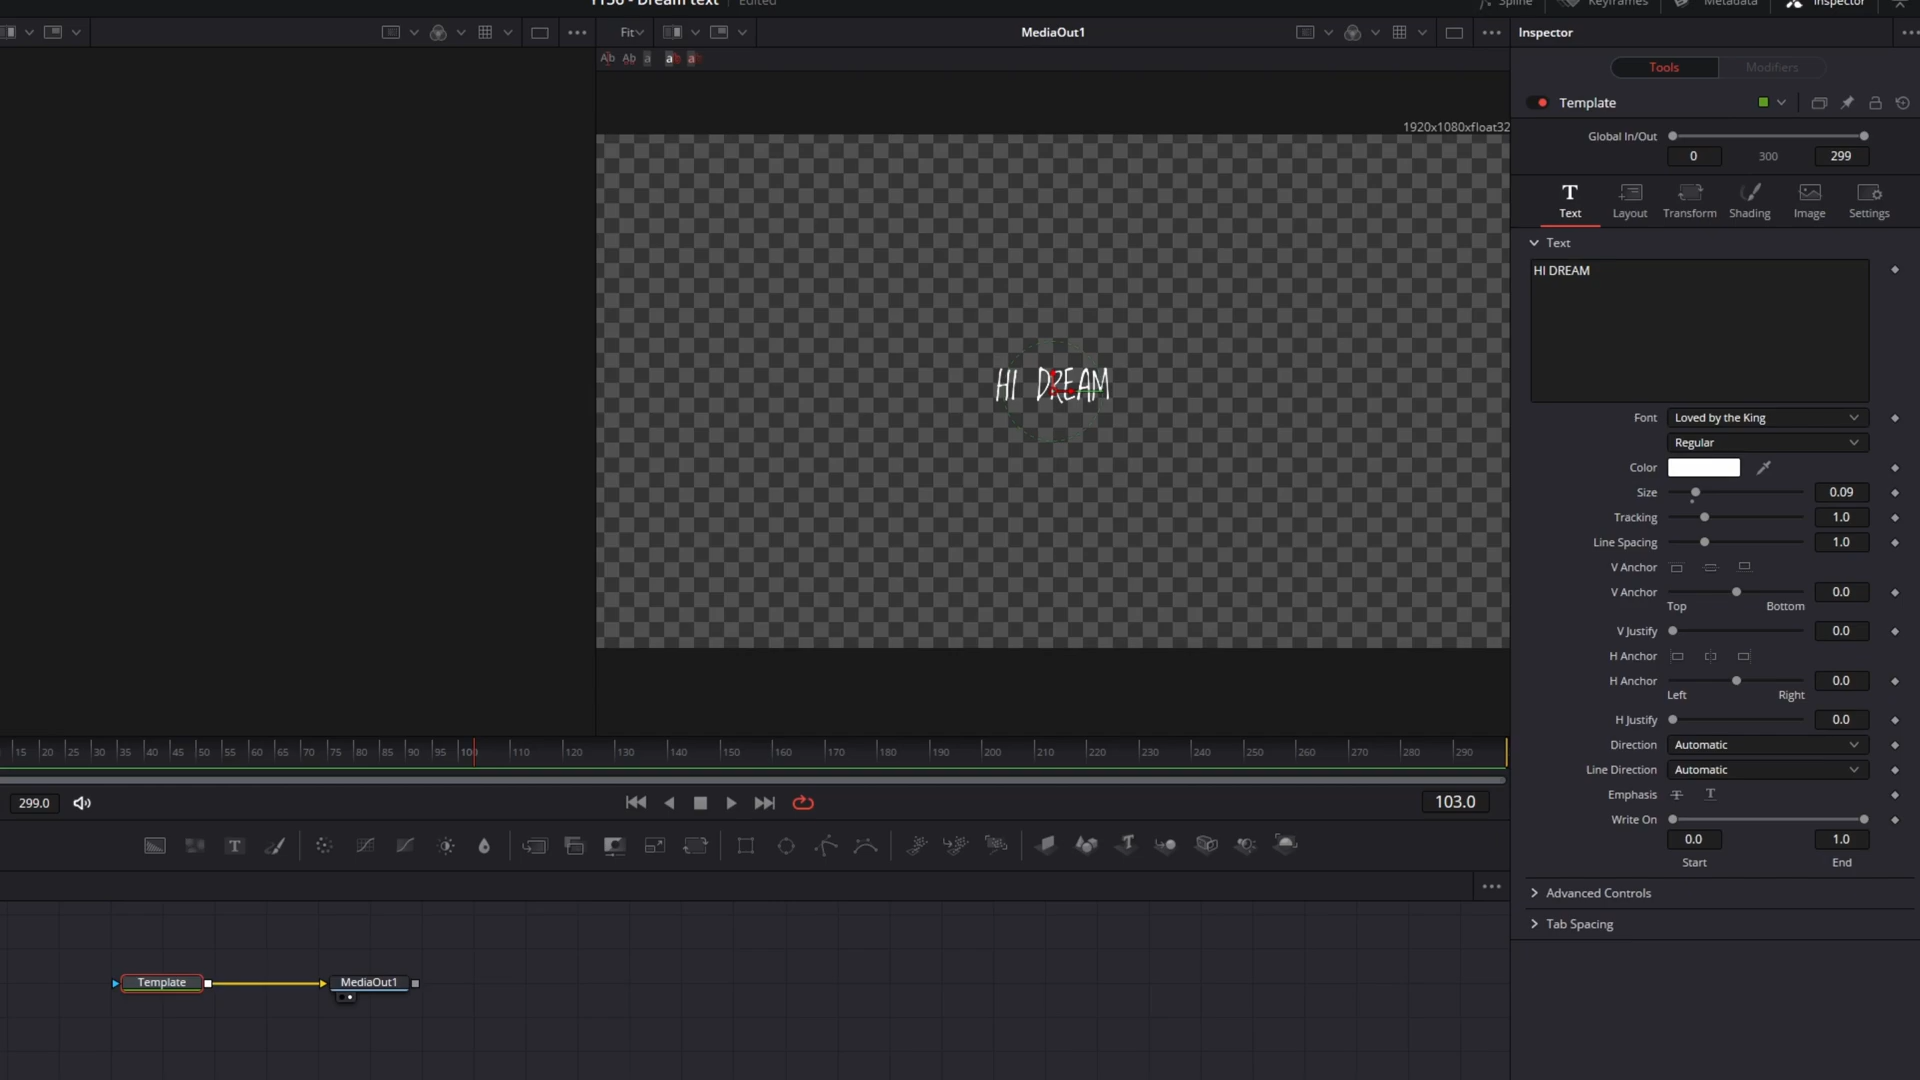 YT56 - Dream text Edited
Spline Keyframes Metadata Inspector
Fit MediaOut1
Inspector
Ab Ab a a a
Tools Modifiers
Template
1920x1080xfloat32
Global In/Out
0 300 299
T
Text Layout Transform Shading Image Settings
Text
HI DREAM
HI DREAM
Font Loved by the King
Regular
Color
Size 0.09
Tracking 1.0
Line Spacing 1.0
V Anchor
V Anchor 0.0
Top Bottom
V Justify 0.0
H Anchor
H Anchor 0.0
Left Right
H Justify 0.0
Direction Automatic
Line Direction Automatic
Emphasis T T
Write On
0.0 1.0
Start End
Advanced Controls
Tab Spacing
15 20 25 30 35 40 45 50 55 60 65 70 75 80 85 90 95 100 110 120 130 140 150 160 170 180 190 200 210 220 230 240 250 260 270 280 290
299.0 103.0
T T
Template MediaOut1